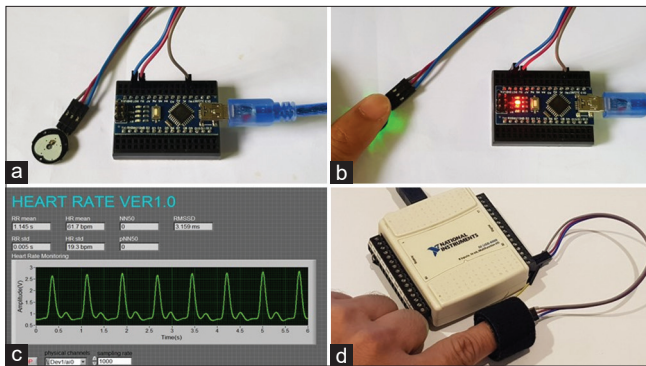 a
b
HEART RATE VER1.0
RR mean
HR mean
NN50
RMSSD
1.145 s
61.7 bpm
0
3.159 ms
RR std
HR std
pNN50
0.005 s
19.3 bpm
0
Heart Rate Monitoring
Amplitude(V)
3
2.5
2
1.5
1
0.5
0
0.5
1
1.5
2
2.5
3
3.5
4
4.5
5
5.5
6
Time(s)
physical channels
sampling rate
Dev1/ai0
1000
c
NATIONAL
INSTRUMENTS
d